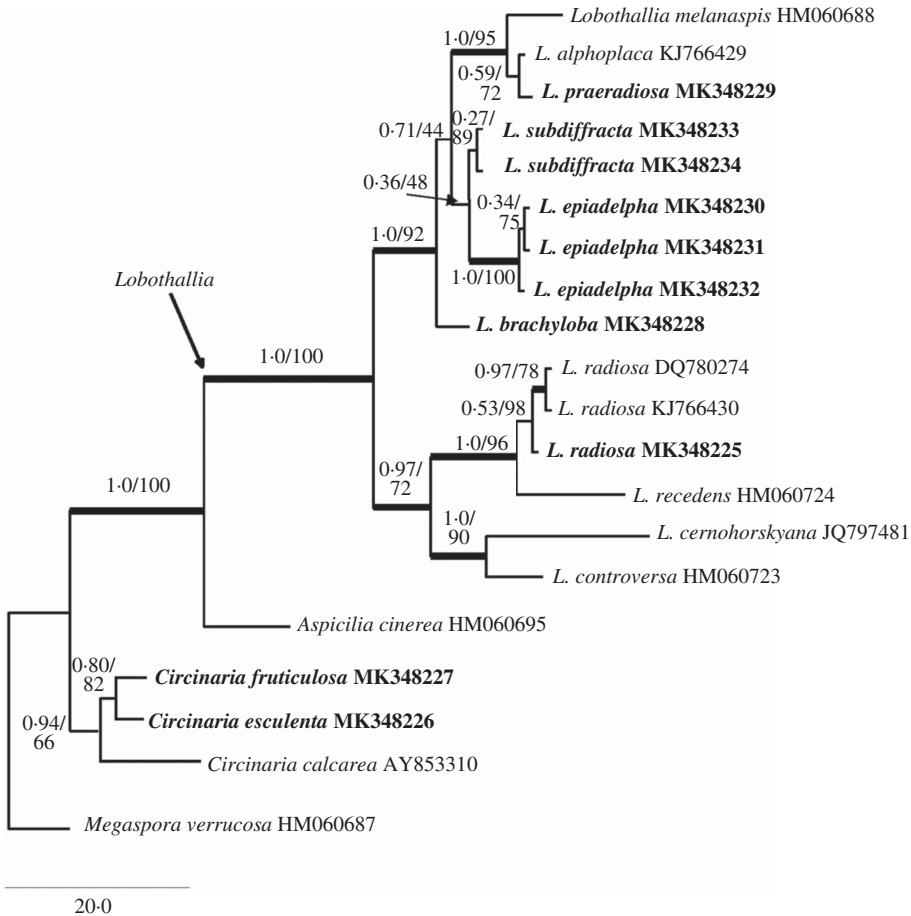 Lobothallia melanaspis HM060688
1·0/95
L. alphoplaca KJ766429
0·59/
72
L. praeradiosa MK348229
0·27/
89
L. subdiffracta MK348233
0·71/44
L. subdiffracta MK348234
0·36/48
0·34/
75
L. epiadelpha MK348230
1·0/92
L. epiadelpha MK348231
1·0/100
L. epiadelpha MK348232
Lobothallia
L. brachyloba MK348228
1·0/100
0·97/78
L. radiosa DQ780274
0·53/98
L. radiosa KJ766430
1·0/96
L. radiosa MK348225
0·97/
72
1·0/100
L. recedens HM060724
1·0/
90
L. cernohorskyana JQ797481
L. controversa HM060723
Aspicilia cinerea HM060695
0·80/
82
Circinaria fruticulosa MK348227
Circinaria esculenta MK348226
0·94/
66
Circinaria calcarea AY853310
Megaspora verrucosa HM060687
20·0